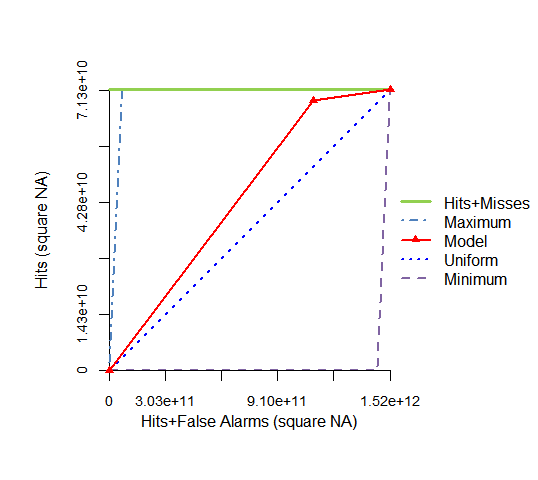 7.13e+10
4.28e+10
1.43e+10
0
Hits (square NA)
0 3.03e+11 9.10e+11 1.52e+12
Hits+False Alarms (square NA)
Hits+Misses
Maximum
Model
Uniform
Minimum